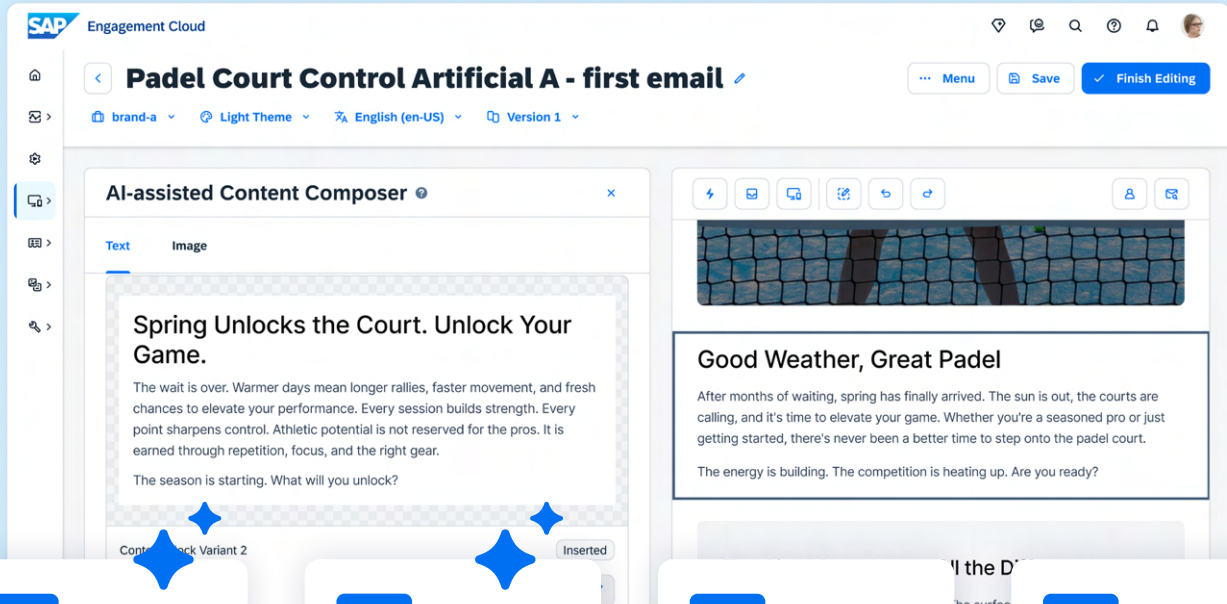 SAP Engagement Cloud
Padel Court Control Artificial A - first email
Menu
Save
Finish Editing
brand-a
Light Theme
English (en-US)
Version 1
AI-assisted Content Composer
Text
Image
Spring Unlocks the Court. Unlock Your
Game.
The wait is over. Warmer days mean longer rallies, faster movement, and fresh
chances to elevate your performance. Every session builds strength. Every
point sharpens control. Athletic potential is not reserved for the pros. It is
earned through repetition, focus, and the right gear.
The season is starting. What will you unlock?
Variant 2
Inserted
Good Weather, Great Padel
After months of waiting, spring has finally arrived. The sun is out, the courts are
calling, and it's time to elevate your game. Whether you're a seasoned pro or just
getting started, there's never been a better time to step onto the padel court.
The energy is building. The competition is heating up. Are you ready?
the